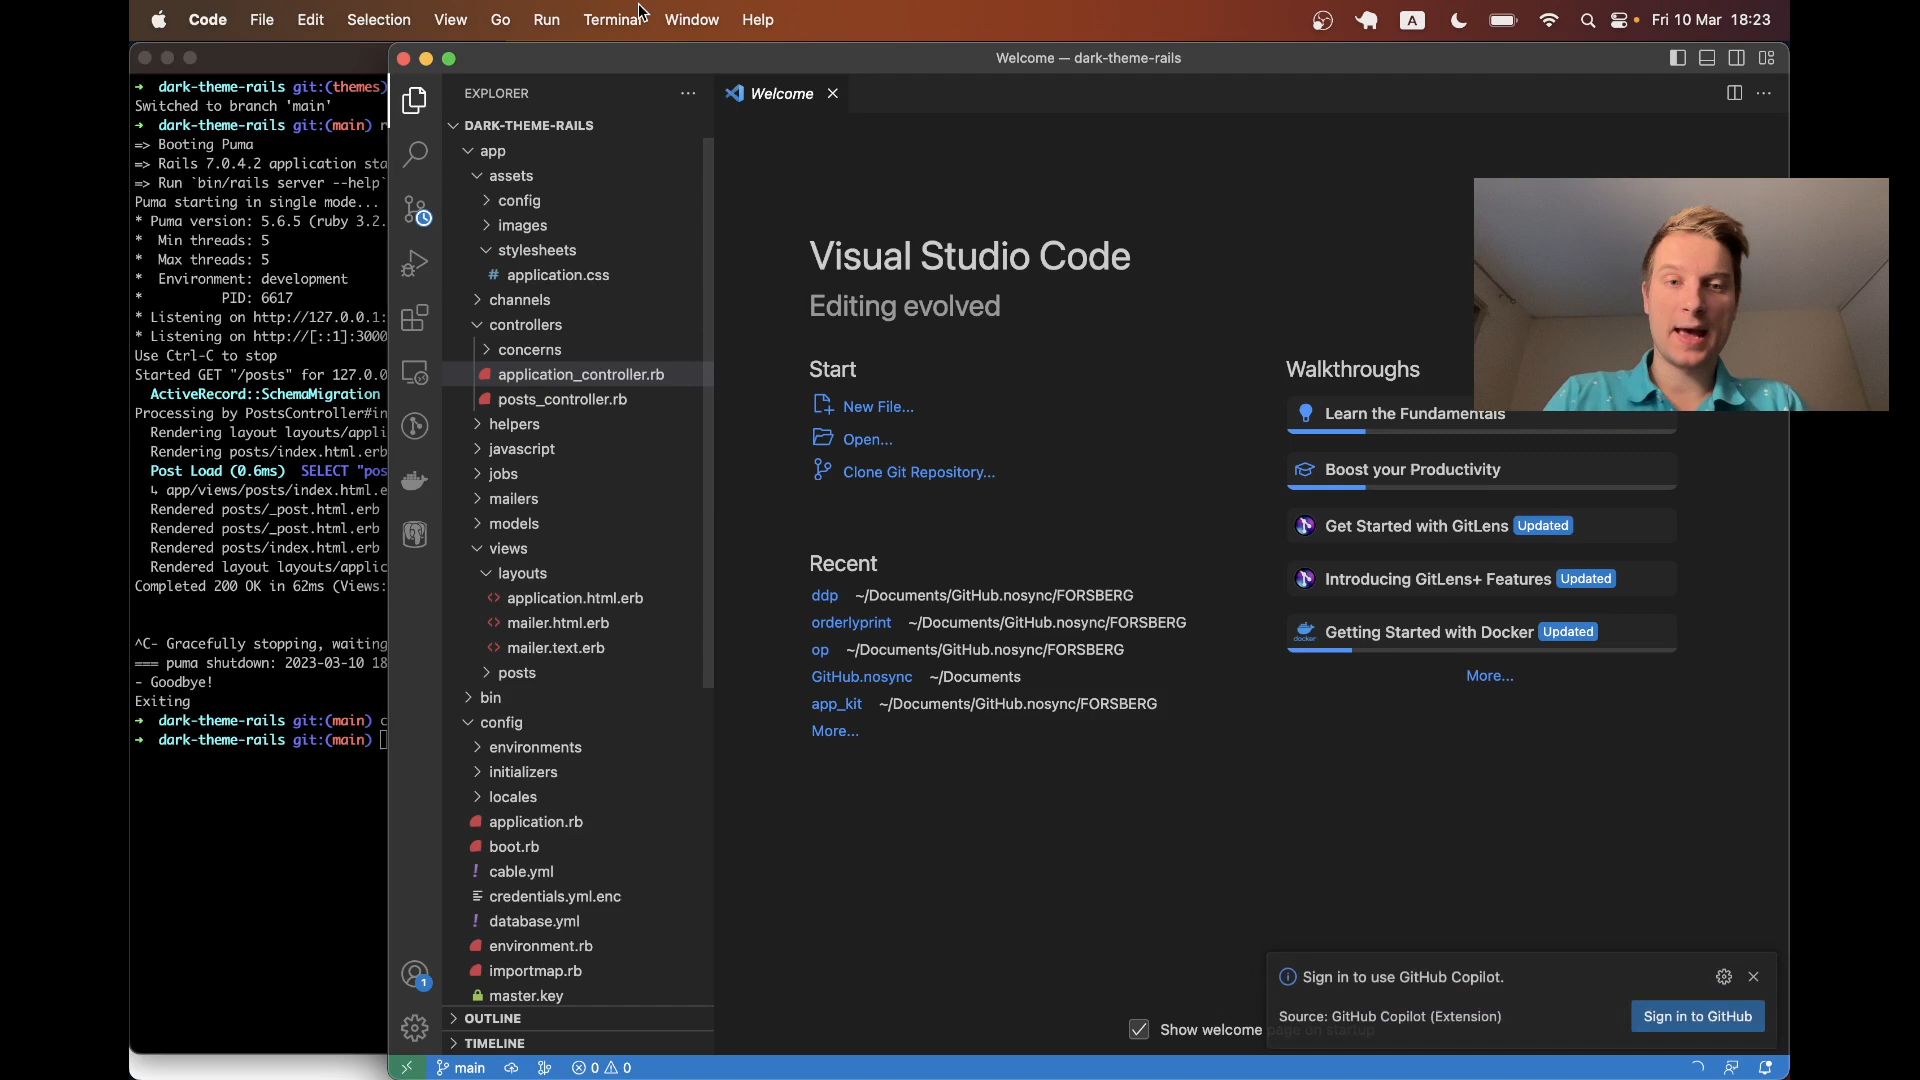 Code File Edit Selection View Go Run Terminal Window Help
A Fri 10 Mar 18:23
dark-theme-rails git:(themes)
Switched to branch 'main'
dark-theme-rails git:(main) r
=> Booting Puma
=> Rails 7.0.4.2 application sta
=> Run `bin/rails server --help`
Puma starting in single mode...
* Puma version: 5.6.5 (ruby 3.2.
* Min threads: 5
* Max threads: 5
* Environment: development
* PID: 6617
* Listening on http://127.0.0.1:
* Listening on http://[::1]:3000
Use Ctrl-C to stop
Started GET "/posts" for 127.0.0
ActiveRecord::SchemaMigration
Processing by PostsController#in
Rendering layout layouts/appli
Rendering posts/index.html.erb
Post Load (0.6ms) SELECT "pos
↳ app/views/posts/index.html.e
Rendered posts/_post.html.erb
Rendered posts/_post.html.erb
Rendered posts/index.html.erb
Rendered layout layouts/applic
Completed 200 OK in 62ms (Views:
^C- Gracefully stopping, waiting
=== puma shutdown: 2023-03-10 18
- Goodbye!
Exiting
dark-theme-rails git:(main) c
dark-theme-rails git:(main)
Welcome — dark-theme-rails
EXPLORER
DARK-THEME-RAILS
app
assets
config
images
stylesheets
# application.css
channels
controllers
concerns
application_controller.rb
posts_controller.rb
helpers
javascript
jobs
mailers
models
views
layouts
<> application.html.erb
<> mailer.html.erb
<> mailer.text.erb
posts
bin
config
environments
initializers
locales
application.rb
boot.rb
! cable.yml
credentials.yml.enc
! database.yml
environment.rb
importmap.rb
master.key
OUTLINE
TIMELINE
1
Welcome
Visual Studio Code
Editing evolved
Start
New File...
Open...
Clone Git Repository...
Recent
ddp ~/Documents/GitHub.nosync/FORSBERG
orderlyprint ~/Documents/GitHub.nosync/FORSBERG
op ~/Documents/GitHub.nosync/FORSBERG
GitHub.nosync ~/Documents
app_kit ~/Documents/GitHub.nosync/FORSBERG
More...
Walkthroughs
Learn the Fundamentals
Boost your Productivity
Get Started with GitLens Updated
Introducing GitLens+ Features Updated
docker Getting Started with Docker Updated
More...
Show welcome page on startup
Sign in to use GitHub Copilot.
Source: GitHub Copilot (Extension)
Sign in to GitHub
main 0 0